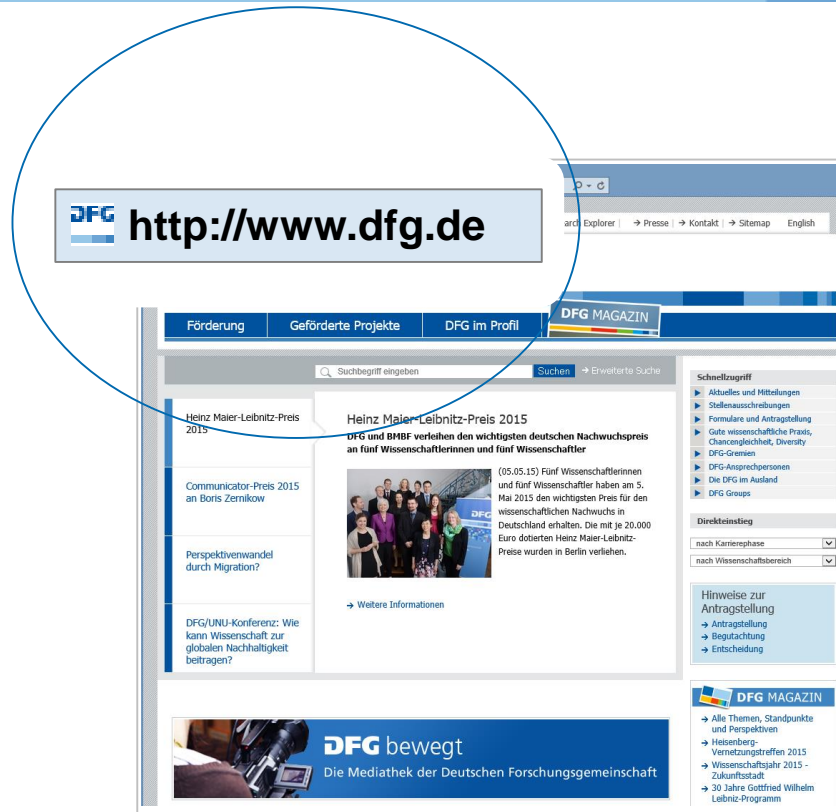 DFG http://www.dfg.de
arch Explorer | → Presse | → Kontakt | → Sitemap English
Förderung Geförderte Projekte DFG im Profil DFG MAGAZIN
Suchbegriff eingeben Suchen → Erweiterte Suche
Heinz Maier-Leibnitz-Preis
2015
Communicator-Preis 2015
an Boris Zernikow
Perspektivenwandel
durch Migration?
DFG/UNU-Konferenz: Wie
kann Wissenschaft zur
globalen Nachhaltigkeit
beitragen?
Heinz Maier-Leibnitz-Preis 2015
DFG und BMBF verleihen den wichtigsten deutschen Nachwuchspreis
an fünf Wissenschaftlerinnen und fünf Wissenschaftler
(05.05.15) Fünf Wissenschaftlerinnen
und fünf Wissenschaftler haben am 5.
Mai 2015 den wichtigsten Preis für den
wissenschaftlichen Nachwuchs in
Deutschland erhalten. Die mit je 20.000
Euro dotierten Heinz Maier-Leibnitz-
Preise wurden in Berlin verliehen.
DFG
→ Weitere Informationen
Schnellzugriff
Aktuelles und Mitteilungen
Stellenausschreibungen
Formulare und Antragstellung
Gute wissenschaftliche Praxis,
Chancengleichheit, Diversity
DFG-Gremien
DFG-Ansprechpersonen
Die DFG im Ausland
DFG Groups
Direkteinstieg
nach Karrierephase
nach Wissenschaftsbereich
Hinweise zur
Antragstellung
→ Antragstellung
→ Begutachtung
→ Entscheidung
DFG MAGAZIN
→ Alle Themen, Standpunkte
und Perspektiven
→ Heisenberg-
Vernetzungstreffen 2015
→ Wissenschaftsjahr 2015 -
Zukunftsstadt
→ 30 Jahre Gottfried Wilhelm
Leibniz-Programm
DFG bewegt
Die Mediathek der Deutschen Forschungsgemeinschaft